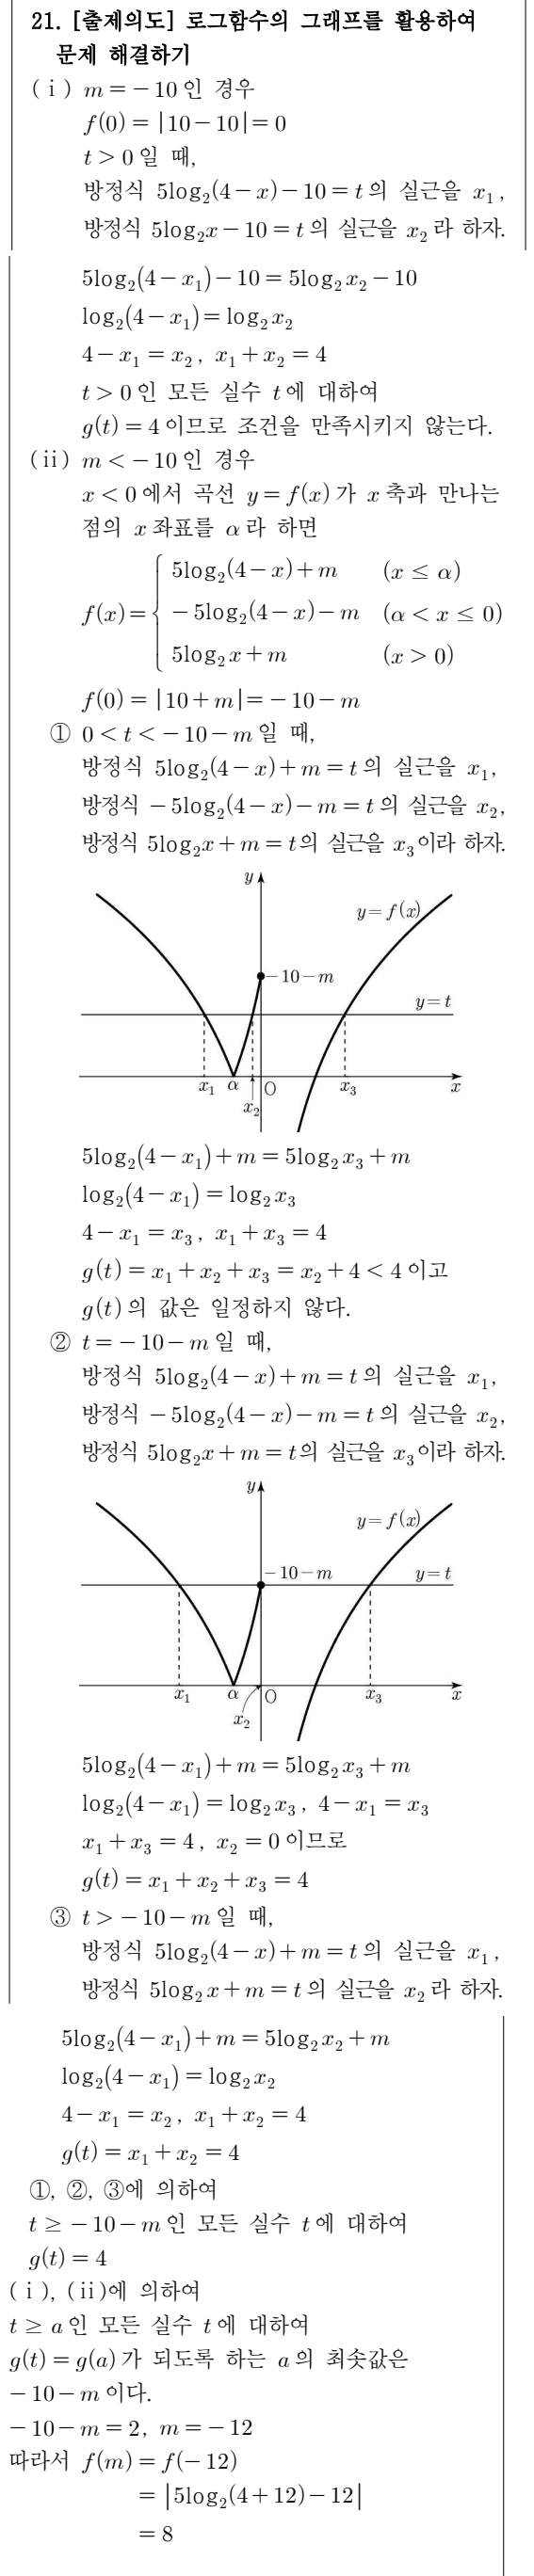 21. [출제의도] 로그함수의 그래프를 활용하여
문제 해결하기
(ⅰ) m = −10 인 경우
f(0) = |10 − 10| = 0
t > 0 일 때,
방정식 5log₂(4 − x) − 10 = t 의 실근을 x₁,
방정식 5log₂x − 10 = t 의 실근을 x₂ 라 하자.
5log₂(4 − x₁) − 10 = 5log₂x₂ − 10
log₂(4 − x₁) = log₂x₂
4 − x₁ = x₂, x₁ + x₂ = 4
t > 0 인 모든 실수 t 에 대하여
g(t) = 4 이므로 조건을 만족시키지 않는다.
(ⅱ) m < −10 인 경우
x < 0 에서 곡선 y = f(x) 가 x 축과 만나는
점의 x 좌표를 α 라 하면
f(x) = { 5log₂(4 − x) + m (x ≤ α)
−5log₂(4 − x) − m (α < x ≤ 0)
5log₂x + m (x > 0)
f(0) = |10 + m| = −10 − m
① 0 < t < −10 − m 일 때,
방정식 5log₂(4 − x) + m = t 의 실근을 x₁,
방정식 −5log₂(4 − x) − m = t 의 실근을 x₂,
방정식 5log₂x + m = t 의 실근을 x₃ 이라 하자.
y
y = f(x)
−10 − m
y = t
x₁ α O x₃ x
x₂
5log₂(4 − x₁) + m = 5log₂x₃ + m
log₂(4 − x₁) = log₂x₃
4 − x₁ = x₃, x₁ + x₃ = 4
g(t) = x₁ + x₂ + x₃ = x₂ + 4 < 4 이고
g(t) 의 값은 일정하지 않다.
② t = −10 − m 일 때,
방정식 5log₂(4 − x) + m = t 의 실근을 x₁,
방정식 −5log₂(4 − x) − m = t 의 실근을 x₂,
방정식 5log₂x + m = t 의 실근을 x₃ 이라 하자.
y
y = f(x)
−10 − m
y = t
x₁ α O x₃ x
x₂
5log₂(4 − x₁) + m = 5log₂x₃ + m
log₂(4 − x₁) = log₂x₃, 4 − x₁ = x₃
x₁ + x₃ = 4, x₂ = 0 이므로
g(t) = x₁ + x₂ + x₃ = 4
③ t > −10 − m 일 때,
방정식 5log₂(4 − x) + m = t 의 실근을 x₁,
방정식 5log₂x + m = t 의 실근을 x₂ 라 하자.
5log₂(4 − x₁) + m = 5log₂x₂ + m
log₂(4 − x₁) = log₂x₂
4 − x₁ = x₂, x₁ + x₂ = 4
g(t) = x₁ + x₂ = 4
①, ②, ③에 의하여
t ≥ −10 − m 인 모든 실수 t 에 대하여
g(t) = 4
(ⅰ), (ⅱ)에 의하여
t ≥ a 인 모든 실수 t 에 대하여
g(t) = g(a) 가 되도록 하는 a 의 최솟값은
−10 − m 이다.
−10 − m = 2, m = −12
따라서 f(m) = f(−12)
= |5log₂(4 + 12) − 12|
= 8